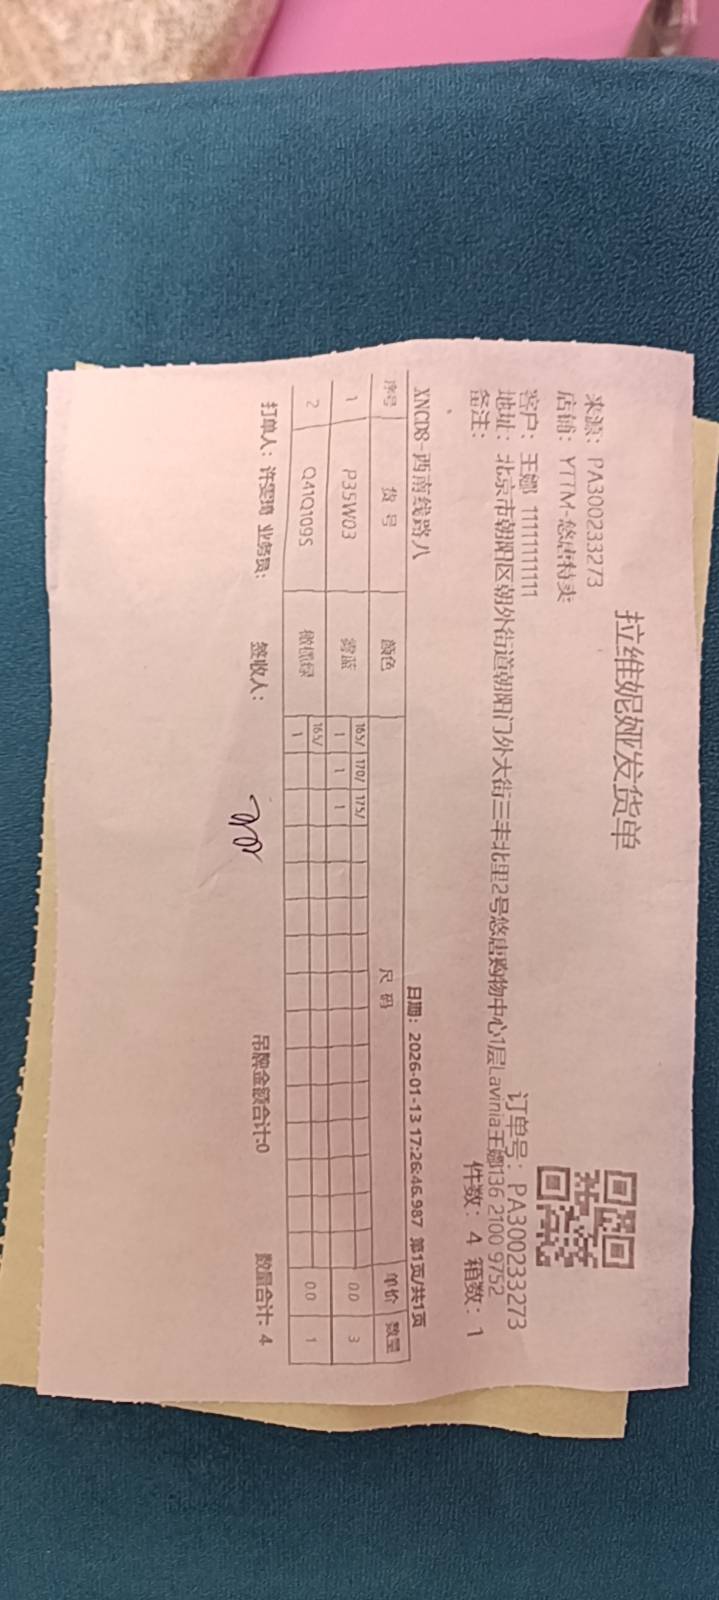 拉维妮娅发货单
来源：PA300233273
订单号：PA300233273
店铺：YTTM-悠唐特卖
客户：王娜 11111111111
地址：北京市朝阳区朝外街道朝阳门外大街三丰北里2号悠唐购物中心1层Lavinia王娜136 2100 9752
备注：
件数：4 箱数：1
XNCD8-西南线路八
日期：2026-01-13 17:26:46.987 第1页/共1页
序号 货号 颜色 尺码 单价 数量
165/ 170/ 175/
1 P35W03 雾蓝 1 1 1 0.0 3
165/
2 Q41Q109S 橄榄绿 1 0.0 1
打单人：许雯琦 业务员： 签收人： 吊牌金额合计:0 数量合计: 4